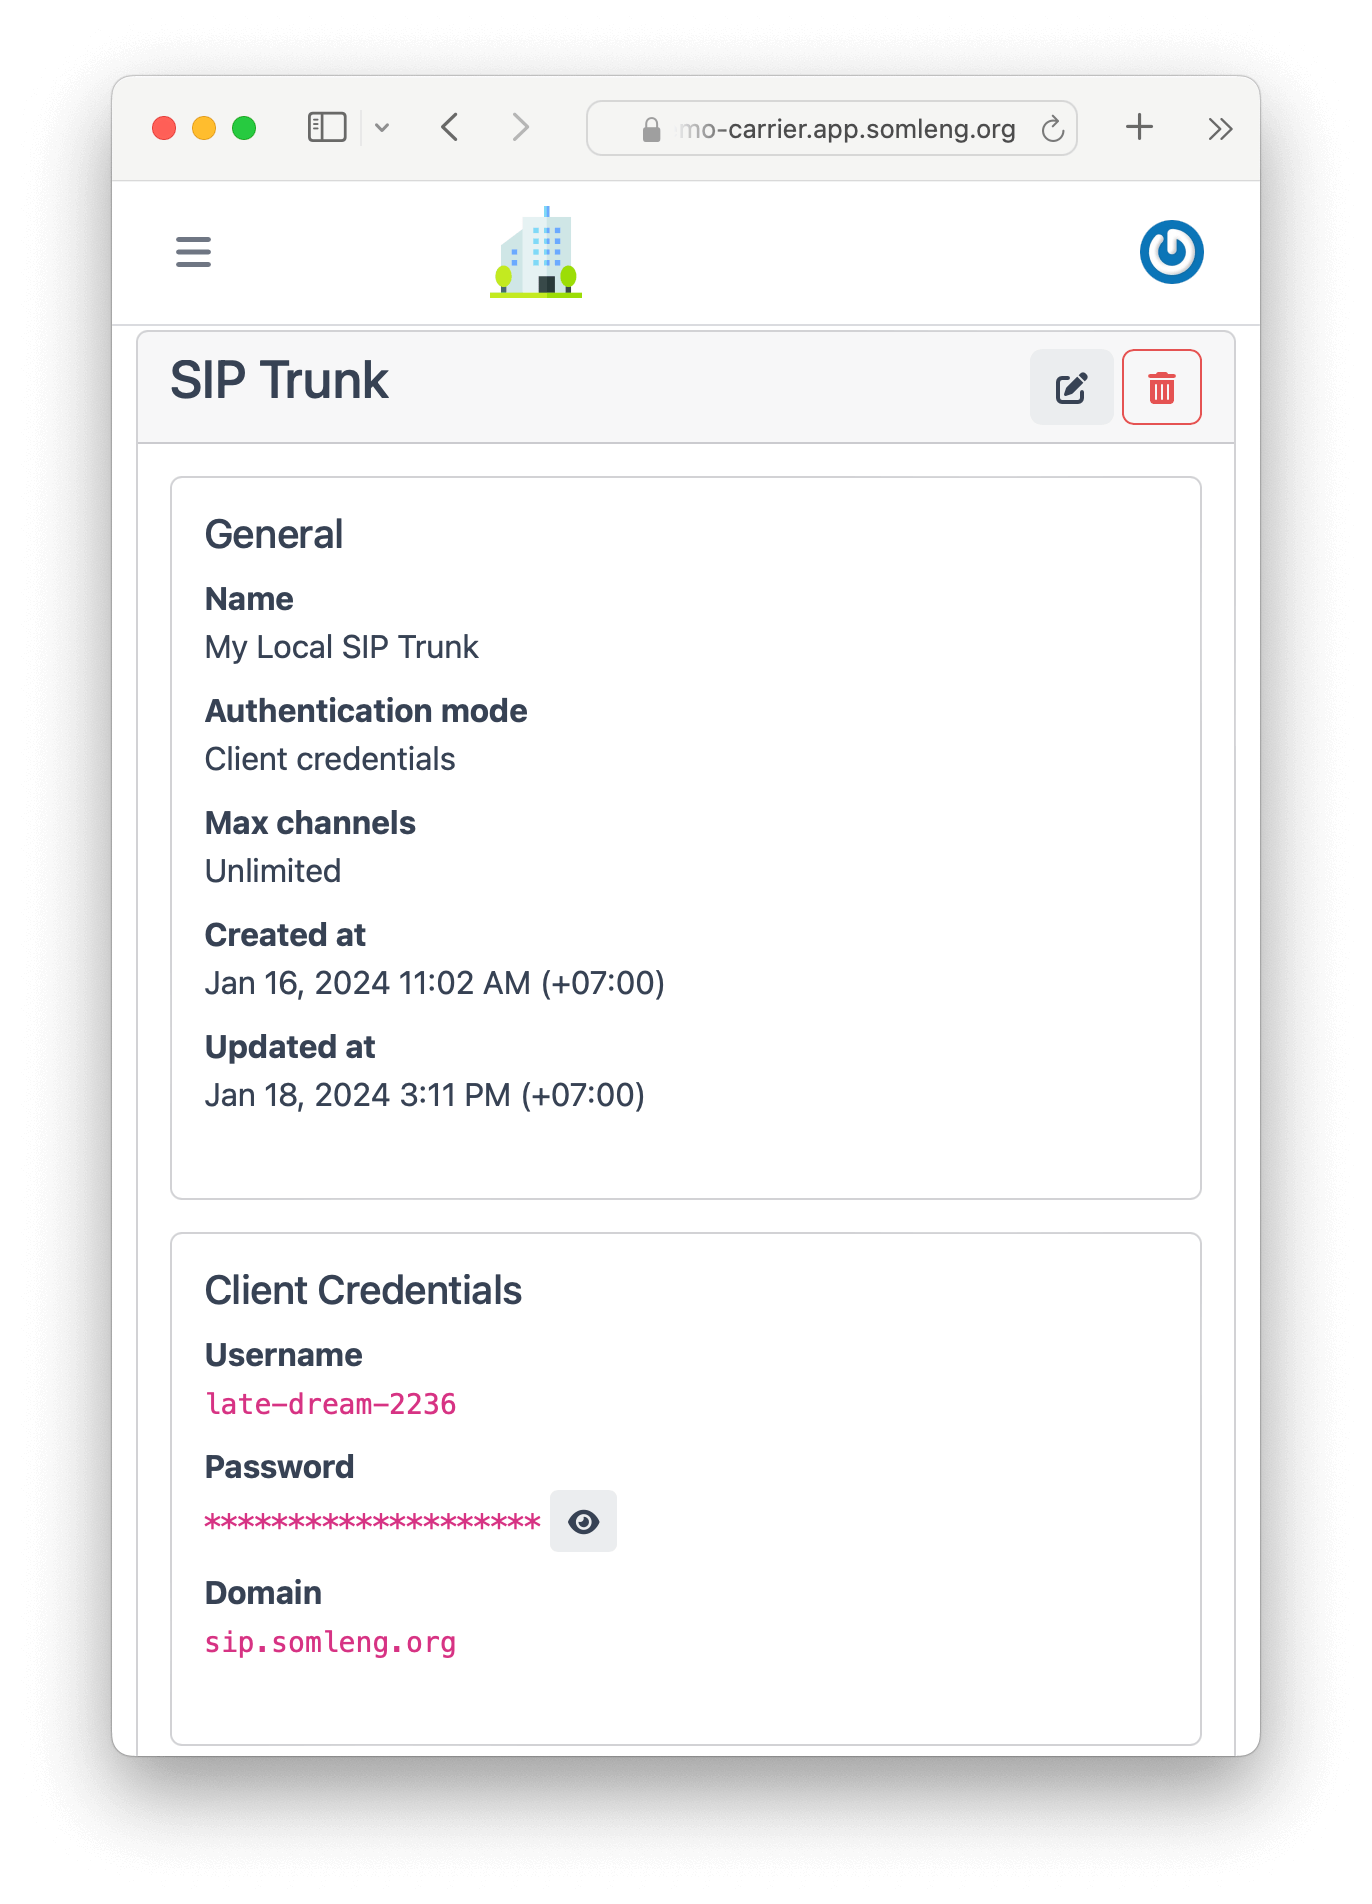 mo-carrier.app.somleng.org
SIP Trunk
General
Name
My Local SIP Trunk
Authentication mode
Client credentials
Max channels
Unlimited
Created at
Jan 16, 2024 11:02 AM (+07:00)
Updated at
Jan 18, 2024 3:11 PM (+07:00)
Client Credentials
Username
late-dream-2236
Password
********************
Domain
sip.somleng.org